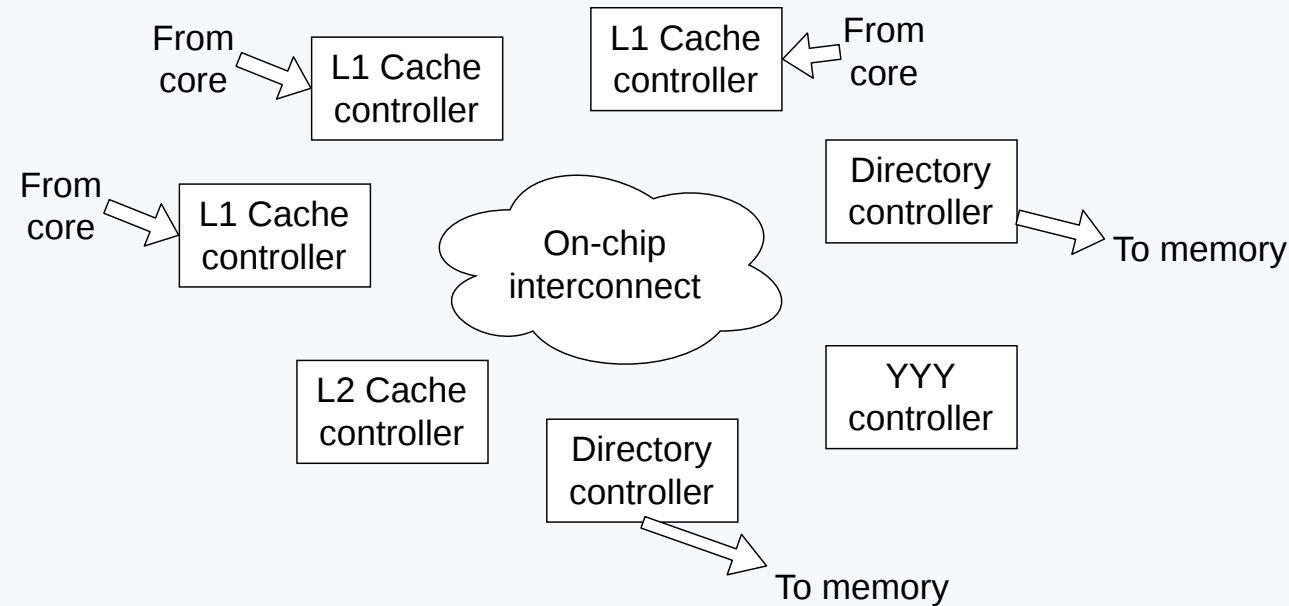 From
core
L1 Cache
controller
L1 Cache
controller
From
core
From
core
L1 Cache
controller
Directory
controller
To memory
On-chip
interconnect
L2 Cache
controller
YYY
controller
Directory
controller
To memory